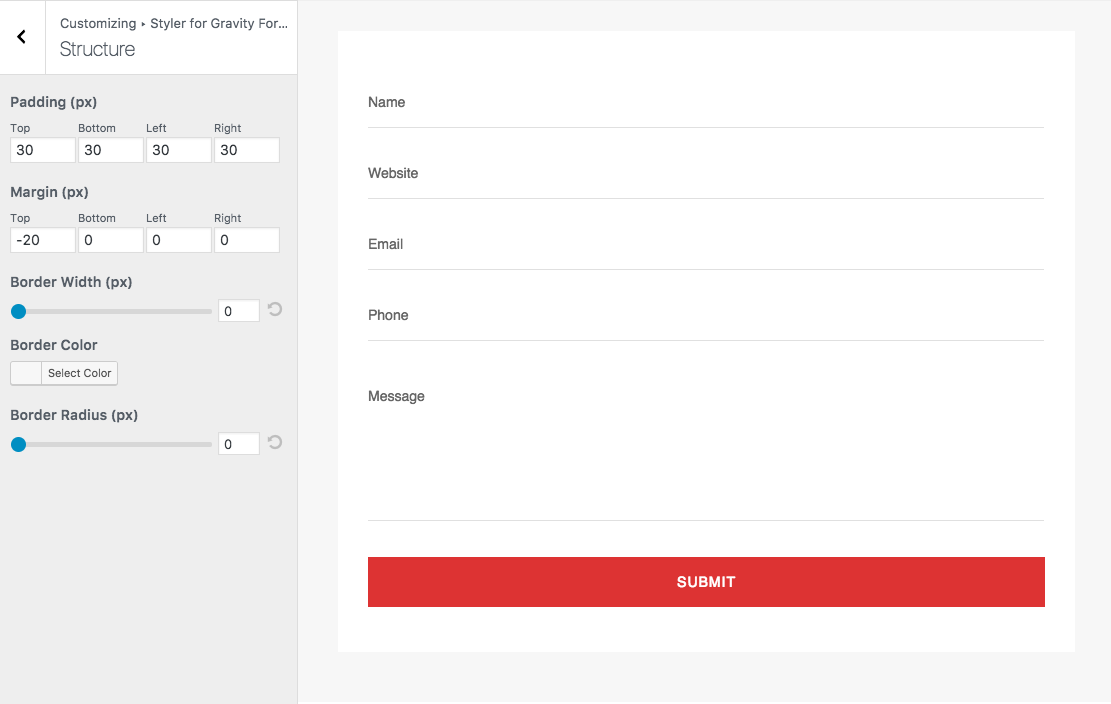 Customizing ▸ Styler for Gravity For...
Structure
Padding (px)
Top Bottom Left Right
30 30 30 30
Margin (px)
Top Bottom Left Right
-20 0 0 0
Border Width (px)
0
Border Color
Select Color
Border Radius (px)
0
Name
Website
Email
Phone
Message
SUBMIT